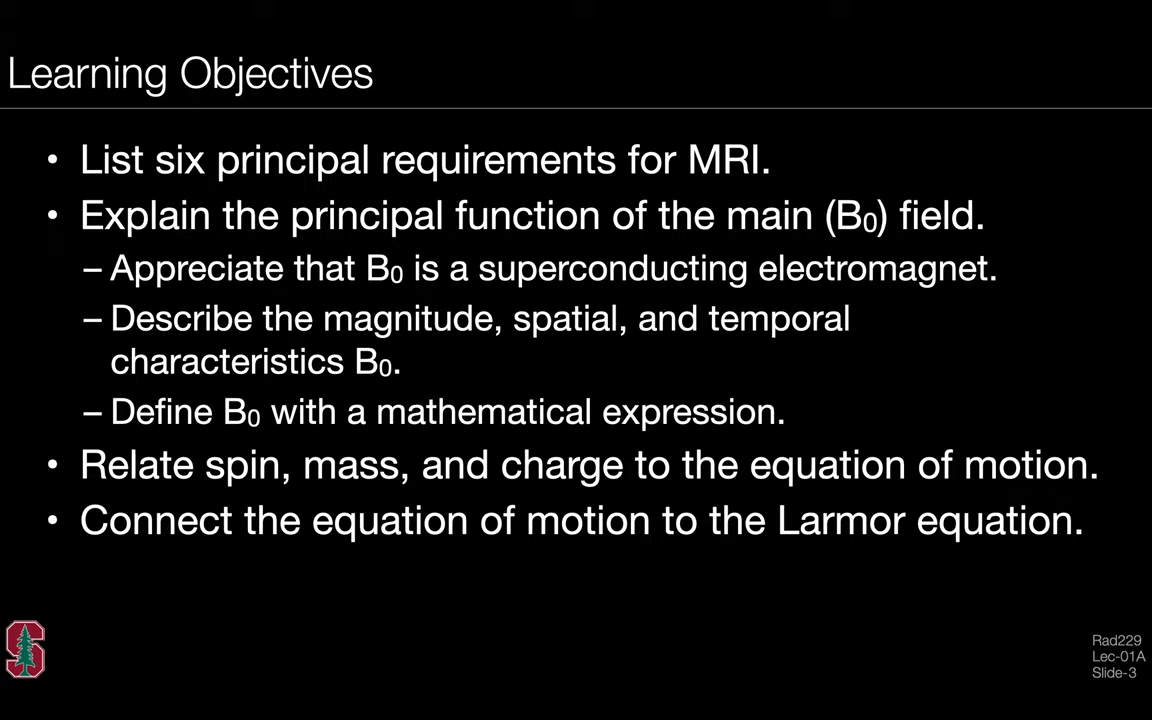 Learning Objectives
• List six principal requirements for MRI.
• Explain the principal function of the main (B₀) field.
– Appreciate that B₀ is a superconducting electromagnet.
– Describe the magnitude, spatial, and temporal
characteristics B₀.
– Define B₀ with a mathematical expression.
• Relate spin, mass, and charge to the equation of motion.
• Connect the equation of motion to the Larmor equation.
S
Rad229
Lec-01A
Slide-3